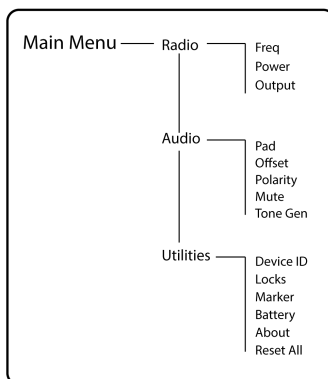 Main Menu
Radio
Freq
Power
Output
Audio
Pad
Offset
Polarity
Mute
Tone Gen
Utilities
Device ID
Locks
Marker
Battery
About
Reset All